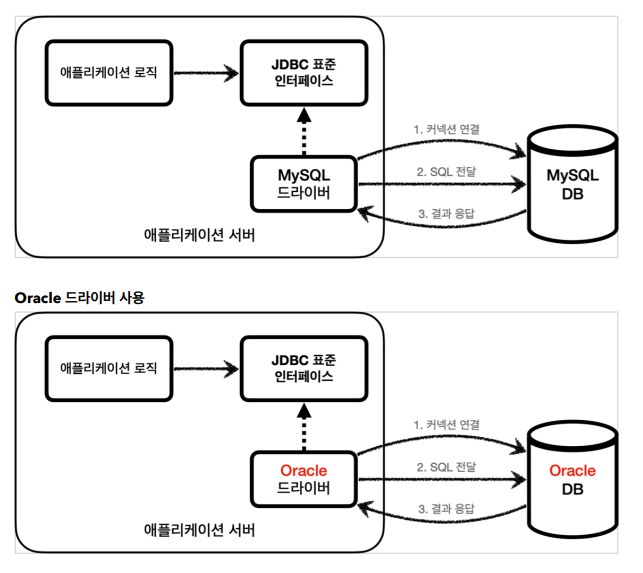 애플리케이션 로직
JDBC 표준
인터페이스
1. 커넥션 연결
MySQL
드라이버
2. SQL 전달
MySQL
DB
3. 결과 응답
애플리케이션 서버
Oracle 드라이버 사용
애플리케이션 로직
JDBC 표준
인터페이스
1. 커넥션 연결
Oracle
드라이버
2. SQL 전달
Oracle
DB
3. 결과 응답
애플리케이션 서버